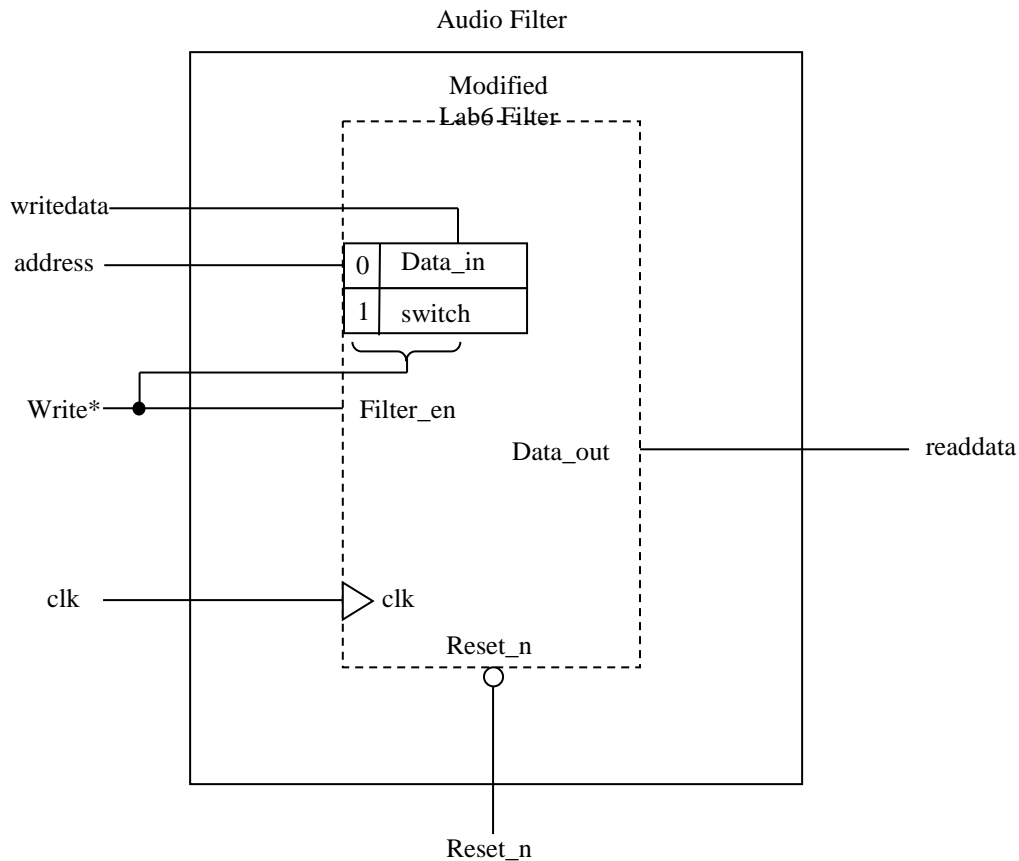 Audio Filter
Modified
Lab6 Filter
writedata
address
0
Data_in
1
switch
Write*
Filter_en
Data_out
readdata
clk
clk
Reset_n
Reset_n